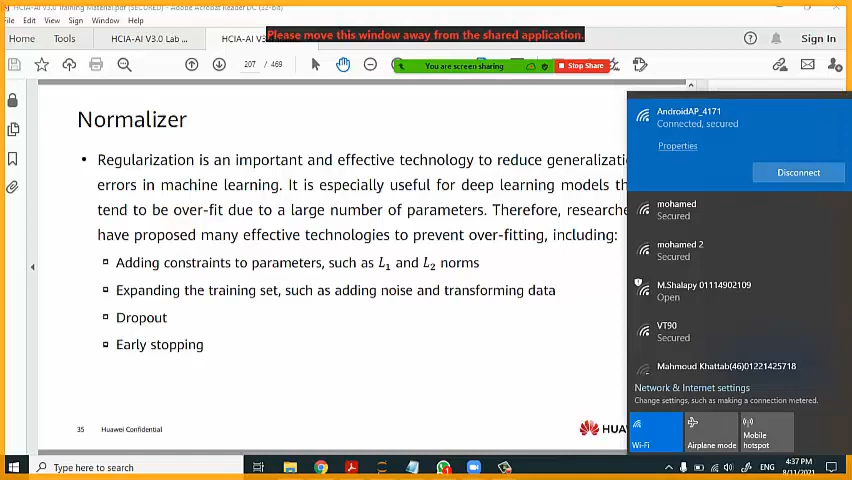 HCIA-AI V3.0 Training Material.pdf (SECURED) - Adobe Acrobat Reader DC (32-bit)
File Edit View Sign Window Help
Please move this window away from the shared application.
Home Tools HCIA-AI V3.0 Lab ... HCIA-AI V3 Sign In
207 / 469
You are screen sharing Stop Share
Normalizer
• Regularization is an important and effective technology to reduce generalizatio
errors in machine learning. It is especially useful for deep learning models th
tend to be over-fit due to a large number of parameters. Therefore, researche
have proposed many effective technologies to prevent over-fitting, including:
Adding constraints to parameters, such as L1 and L2 norms
Expanding the training set, such as adding noise and transforming data
Dropout
Early stopping
35 Huawei Confidential
HUA
AndroidAP_4171
Connected, secured
Properties
Disconnect
mohamed
Secured
mohamed 2
Secured
M.Shalapy 01114902109
Open
VT90
Secured
Mahmoud Khattab(46)01221425718
Network & Internet settings
Change settings, such as making a connection metered.
Wi-Fi
Airplane mode
Mobile
hotspot
Type here to search
ENG
4:37 PM
8/11/2021